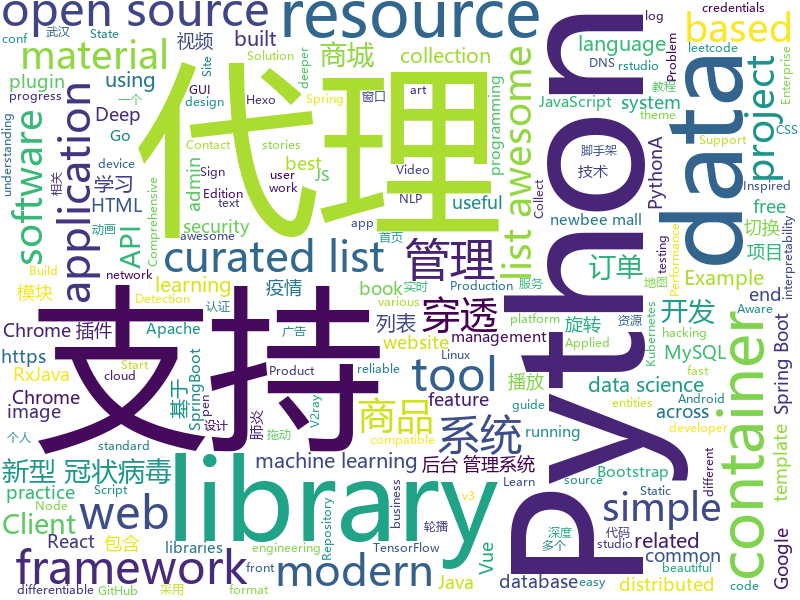 open source
resource
武汉
State
conf
视频
built
商城
deeper
credentials
log
DNS
rstudio
based
material
collection
language
Problem
leetcode
Enterprise
plugin
using
GUI
Hexo
Site
Solution
Spring
窗口
art
一个
教程
progress
design
theme
JavaScript
system
software
application
Deep
Go
代理
programming
Python
data
project
脚手架
CSS
device
stories
Contact
best
Js
Video
Edition
Sign
admin
技术
Support
Inspired
understanding
相关
学习
API
HTML
Comprehensive
security
user
work
text
NLP
app
useful
list awesome
PythonA
newbee mall
free
切换
项目
动画
awesome
curated list
管理
订单
Collect
testing
Example
Performance
interpretability
模块
learning
book
首页
实时
Production
end
地图
Build
network
疫情
various
服务
开发
Aware
资源
Chrome 插件
Detection
认证
广告
列表
穿透
旋转
platform
MySQL
Kubernetes
container
Spring Boot
https
Apache
website
management
Applied
hacking
Start
RxJava
Chrome
基于
SpringBoot
cloud
Product
reliable
Linux
tool
播放
data science
fast
Android
image
支持
pen
设计
V2ray
肺炎
feature
guide
entities
developer
个人
standard
商品
系统
across
running
compatible
Bootstrap
template
Google
新型 冠状病毒
machine learning
后台 管理系统
source
different
practice
Script
library
拖动
Learn
simple
Static
studio
code
Client
Node
web
business
轮播
v3
React
包含
libraries
Repository
TensorFlow
Vue
engineering
related
深度
多个
代码
common
beautiful
framework
front
modern
database
easy
differentiable
GitHub
采用
Java
format
distributed